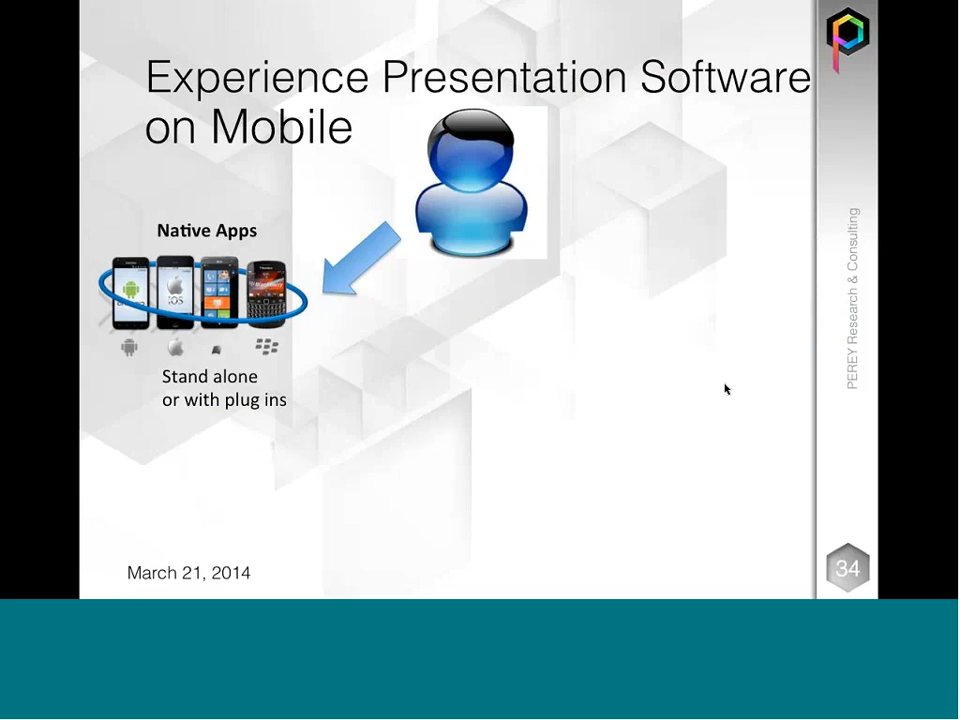 Experience Presentation Software
on Mobile
Native Apps
iOS
Stand alone
or with plug ins
March 21, 2014
PEREY Research & Consulting
34